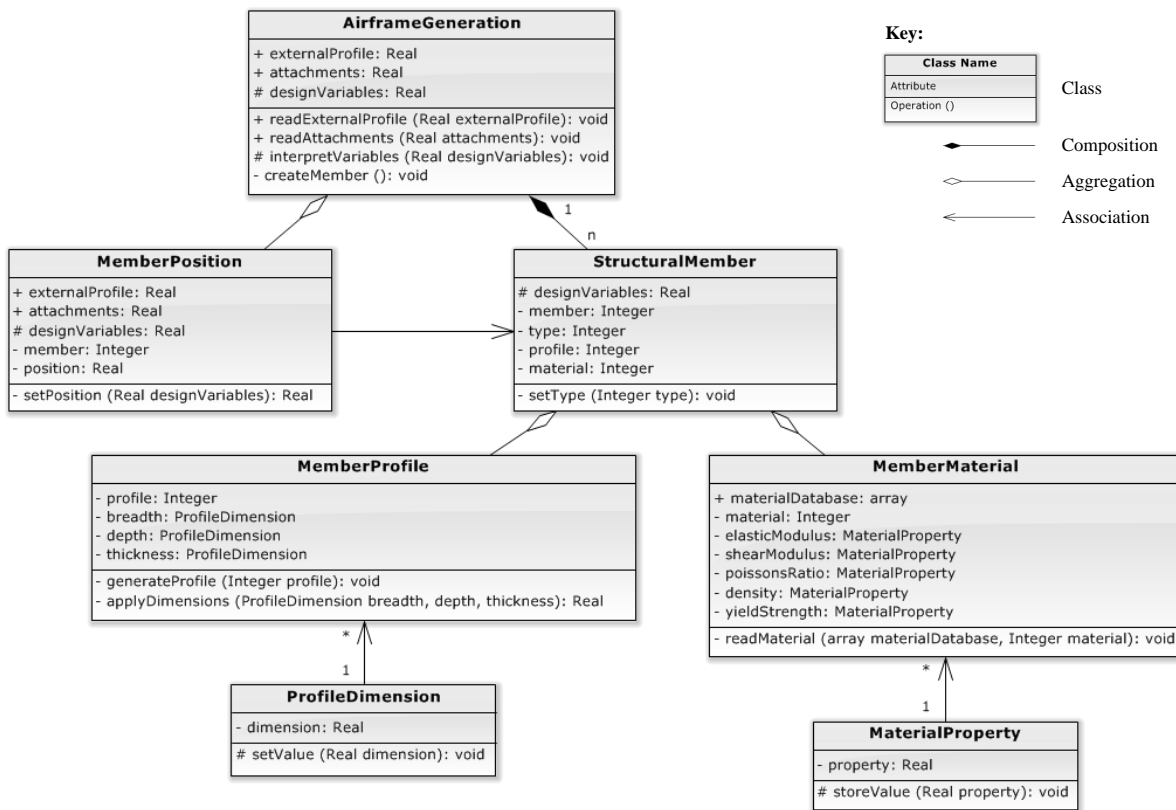 AirframeGeneration
+ externalProfile: Real
+ attachments: Real
# designVariables: Real
+ readExternalProfile (Real externalProfile): void
+ readAttachments (Real attachments): void
# interpretVariables (Real designVariables): void
- createMember (): void
Key:
Class Name
Attribute
Operation ()
Class
Composition
Aggregation
Association
1
n
MemberPosition
+ externalProfile: Real
+ attachments: Real
# designVariables: Real
- member: Integer
- position: Real
- setPosition (Real designVariables): Real
StructuralMember
# designVariables: Real
- member: Integer
- type: Integer
- profile: Integer
- material: Integer
- setType (Integer type): void
MemberProfile
- profile: Integer
- breadth: ProfileDimension
- depth: ProfileDimension
- thickness: ProfileDimension
- generateProfile (Integer profile): void
- applyDimensions (ProfileDimension breadth, depth, thickness): Real
MemberMaterial
+ materialDatabase: array
- material: Integer
- elasticModulus: MaterialProperty
- shearModulus: MaterialProperty
- poissonsRatio: MaterialProperty
- density: MaterialProperty
- yieldStrength: MaterialProperty
- readMaterial (array materialDatabase, Integer material): void
*
1
ProfileDimension
- dimension: Real
# setValue (Real dimension): void
*
1
MaterialProperty
- property: Real
# storeValue (Real property): void